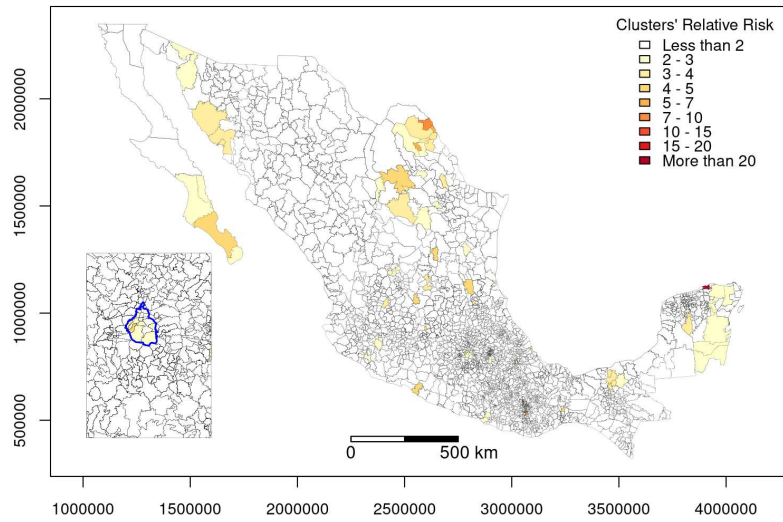 Clusters' Relative Risk
Less than 2
2 - 3
3 - 4
4 - 5
5 - 7
7 - 10
10 - 15
15 - 20
More than 20
2000000
1500000
1000000
500000
0
500 km
1000000 1500000 2000000 2500000 3000000 3500000 4000000